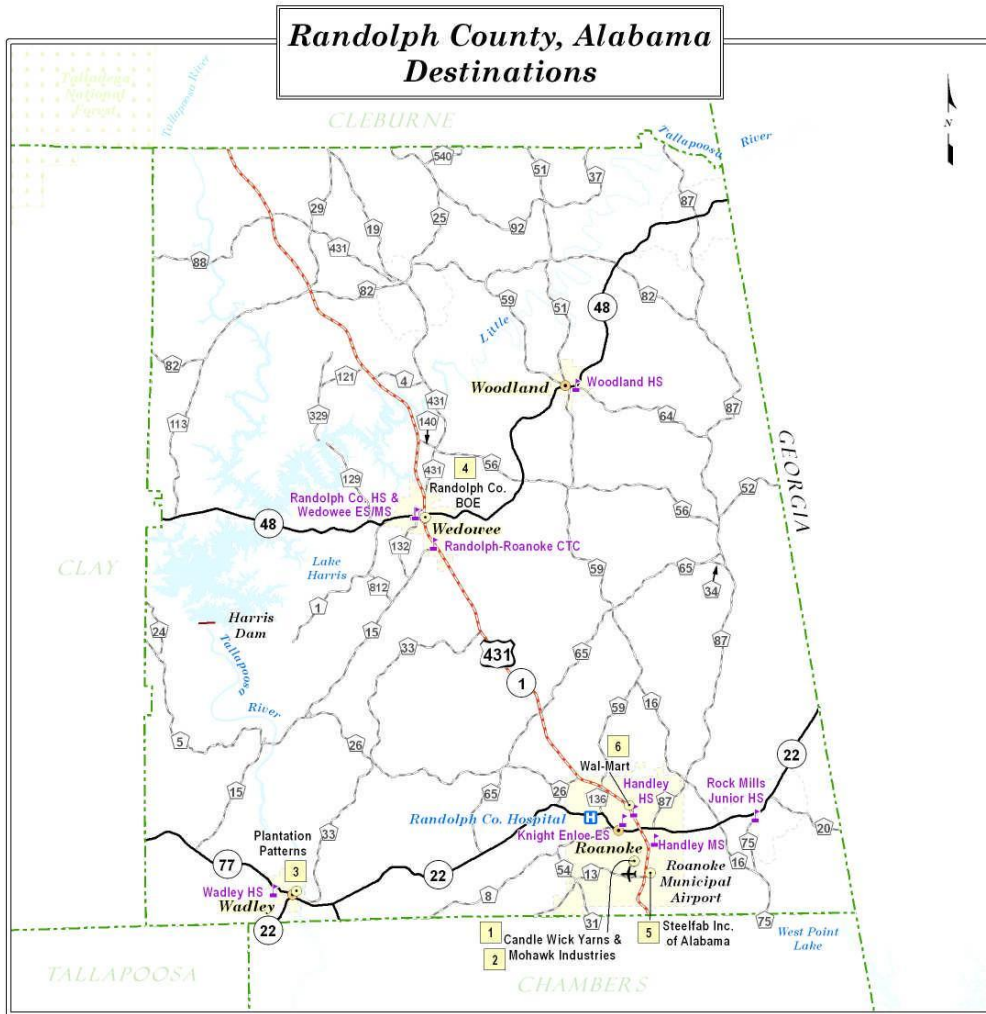 Randolph County, Alabama
Destinations
Talladega
National
Forest
Tallapoosa River
CLEBURNE
Tallapoosa
River
N
540
51
37
87
29
19
25
92
431
88
82
59
51
82
48
Little
82
121
4
Woodland
Woodland HS
431
113
329
140
64
87
GEORGIA
4
56
431
129
Randolph Co.
BOE
52
Randolph Co. HS &
Wedowee ES/MS
56
48
Wedowee
132
Randolph-Roanoke CTC
CLAY
Lake
Harris
812
59
65
34
1
Harris
Dam
24
15
33
87
Tallapoosa
River
431
65
1
16
59
5
26
6
22
Wal-Mart
15
65
26
136
Handley
HS
87
Rock Mills
Junior HS
Randolph Co. Hospital
H
33
Knight Enloe-ES
75
20
Plantation
Patterns
Handley MS
Roanoke
16
77
3
22
54
13
Roanoke
Municipal
Airport
Wadley HS
Wadley
8
22
31
75
1
Candle Wick Yarns &
2
Mohawk Industries
5
Steelfab Inc.
of Alabama
West Point
Lake
TALLAPOOSA
CHAMBERS